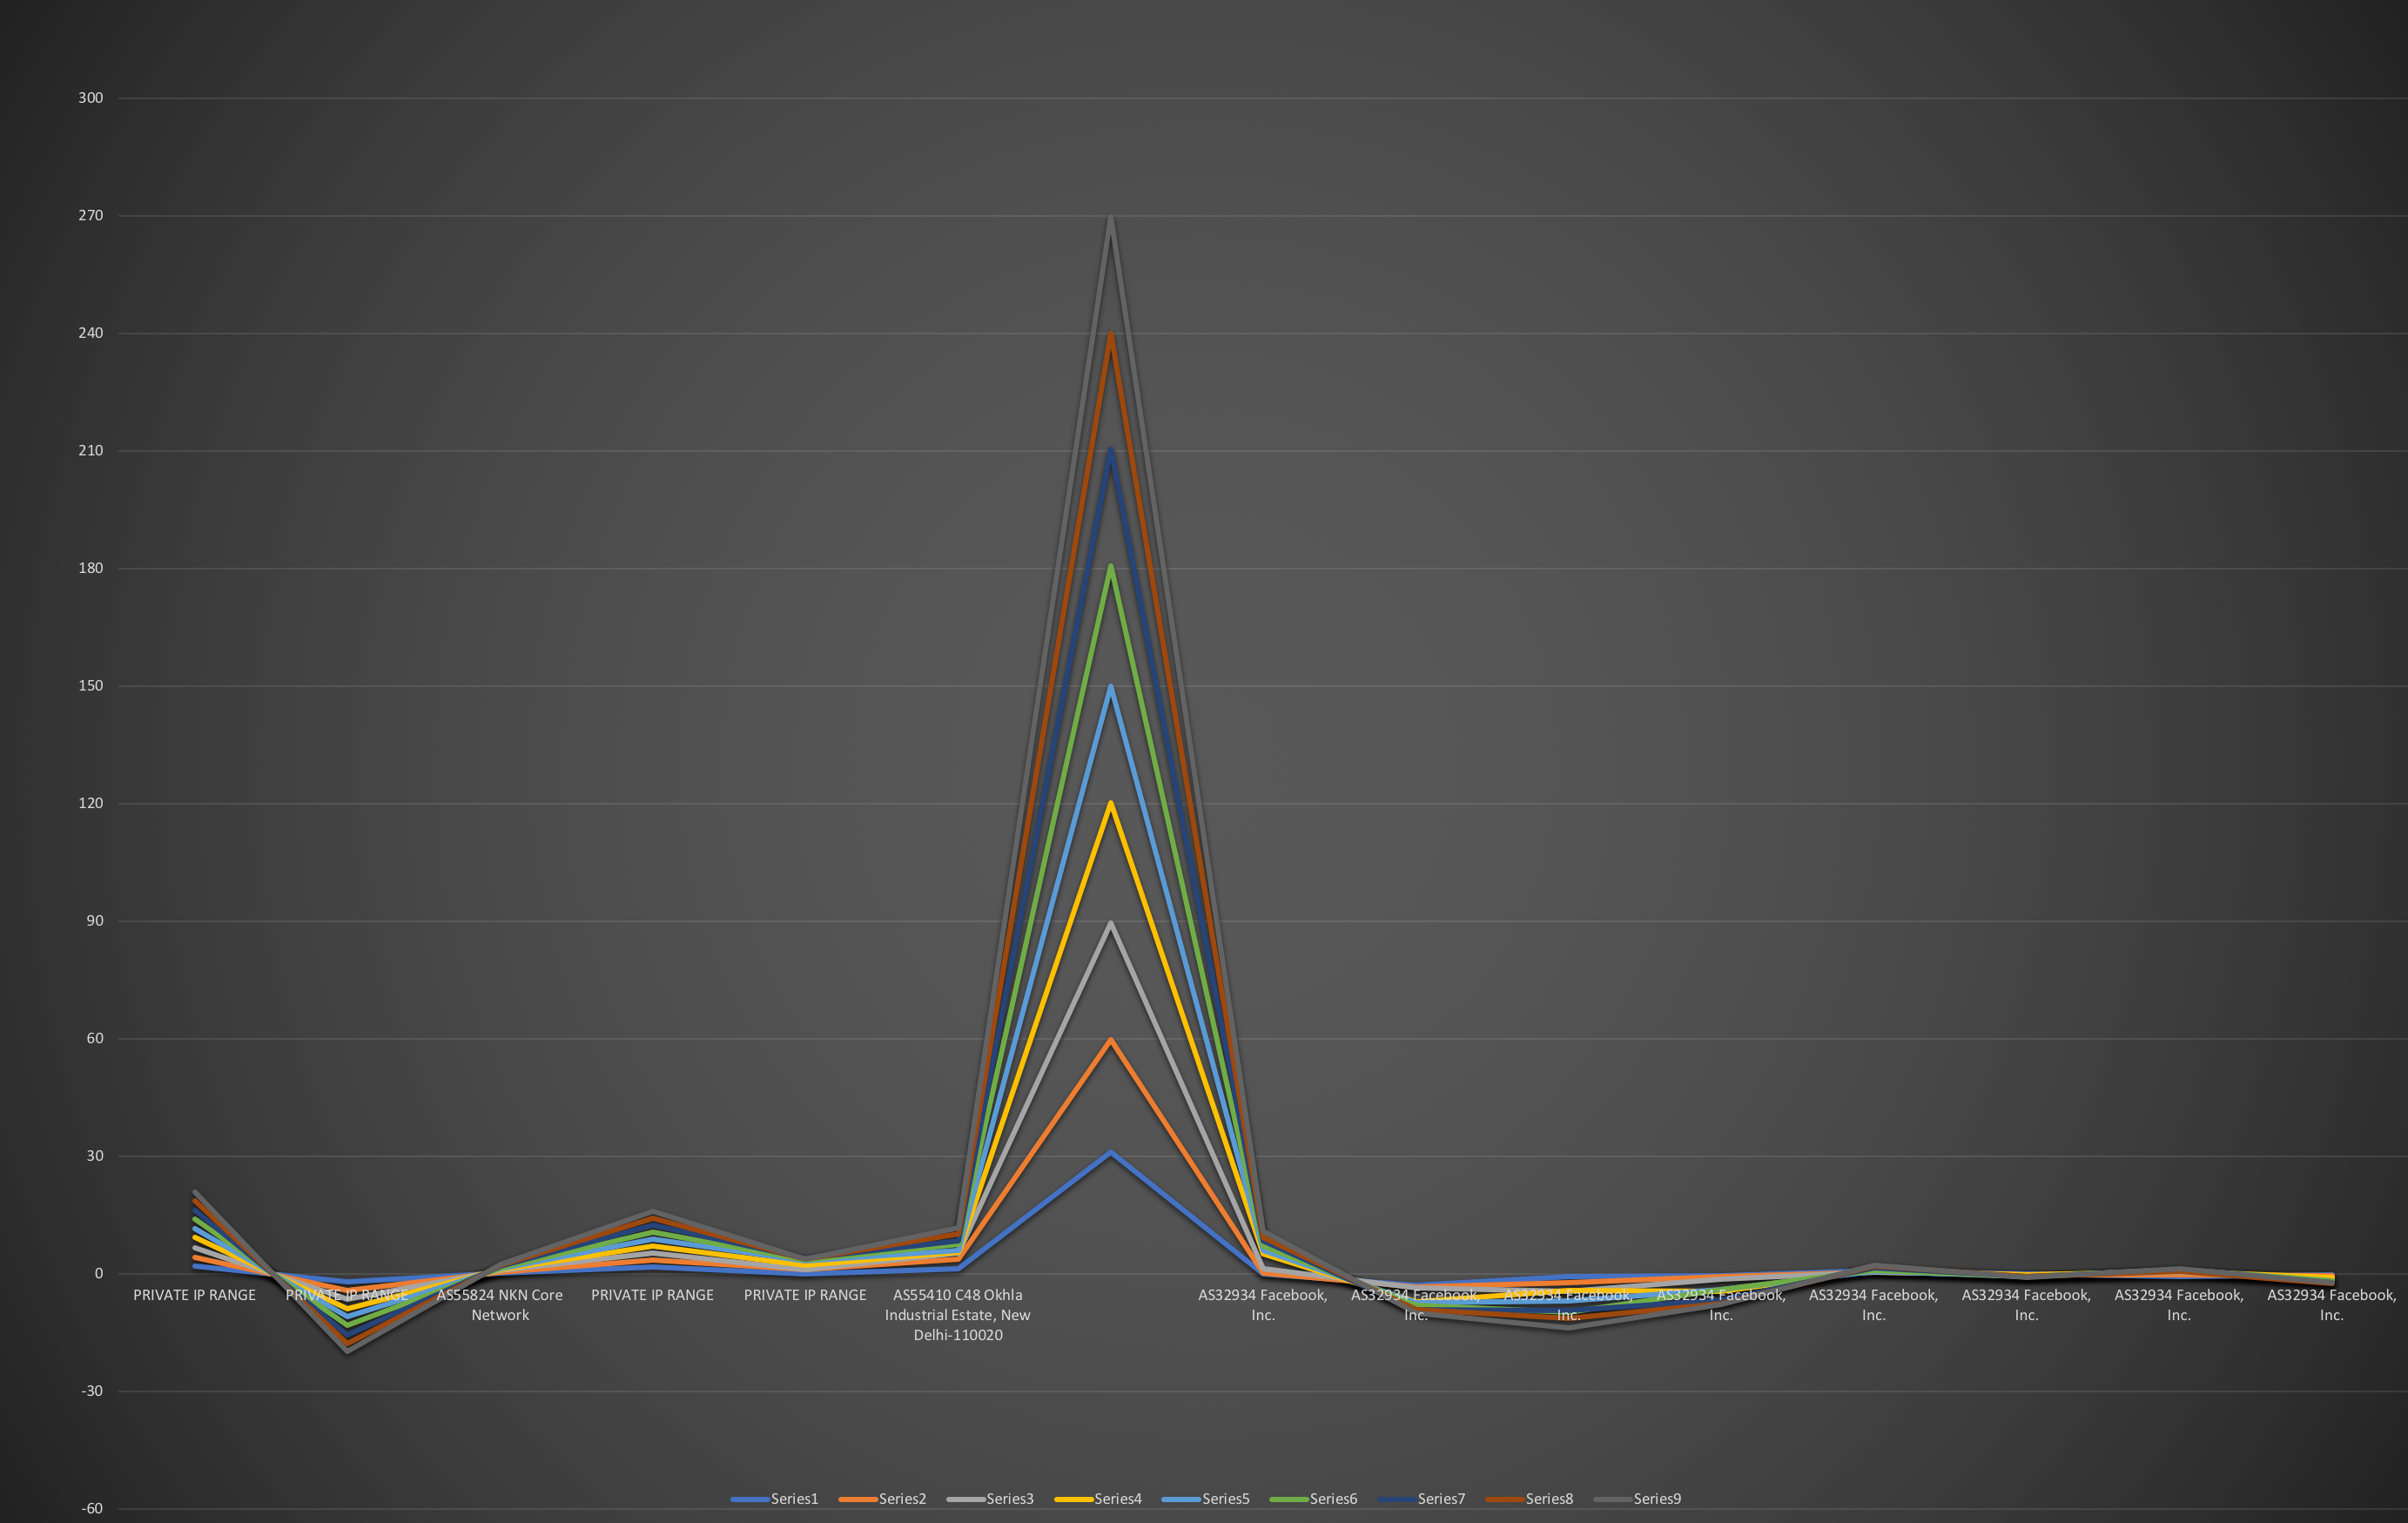 300
270
240
210
180
150
120
90
60
30
0
-30
-60
PRIVATE IP RANGE
PRIVATE IP RANGE
AS55824 NKN Core
Network
PRIVATE IP RANGE
PRIVATE IP RANGE
AS55410 C48 Okhla
Industrial Estate, New
Delhi-110020
AS32934 Facebook,
Inc.
AS32934 Facebook,
Inc.
AS32934 Facebook,
Inc.
AS32934 Facebook,
Inc.
AS32934 Facebook,
Inc.
AS32934 Facebook,
Inc.
AS32934 Facebook,
Inc.
AS32934 Facebook,
Inc.
Series1 Series2 Series3 Series4 Series5 Series6 Series7 Series8 Series9